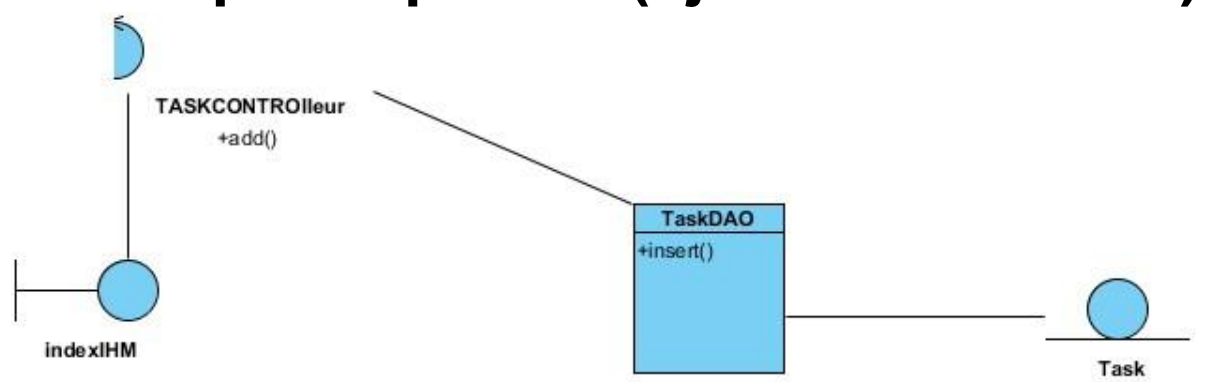 TASKCONTROlleur
+add()
TaskDAO
+insert()
indexIHM
Task